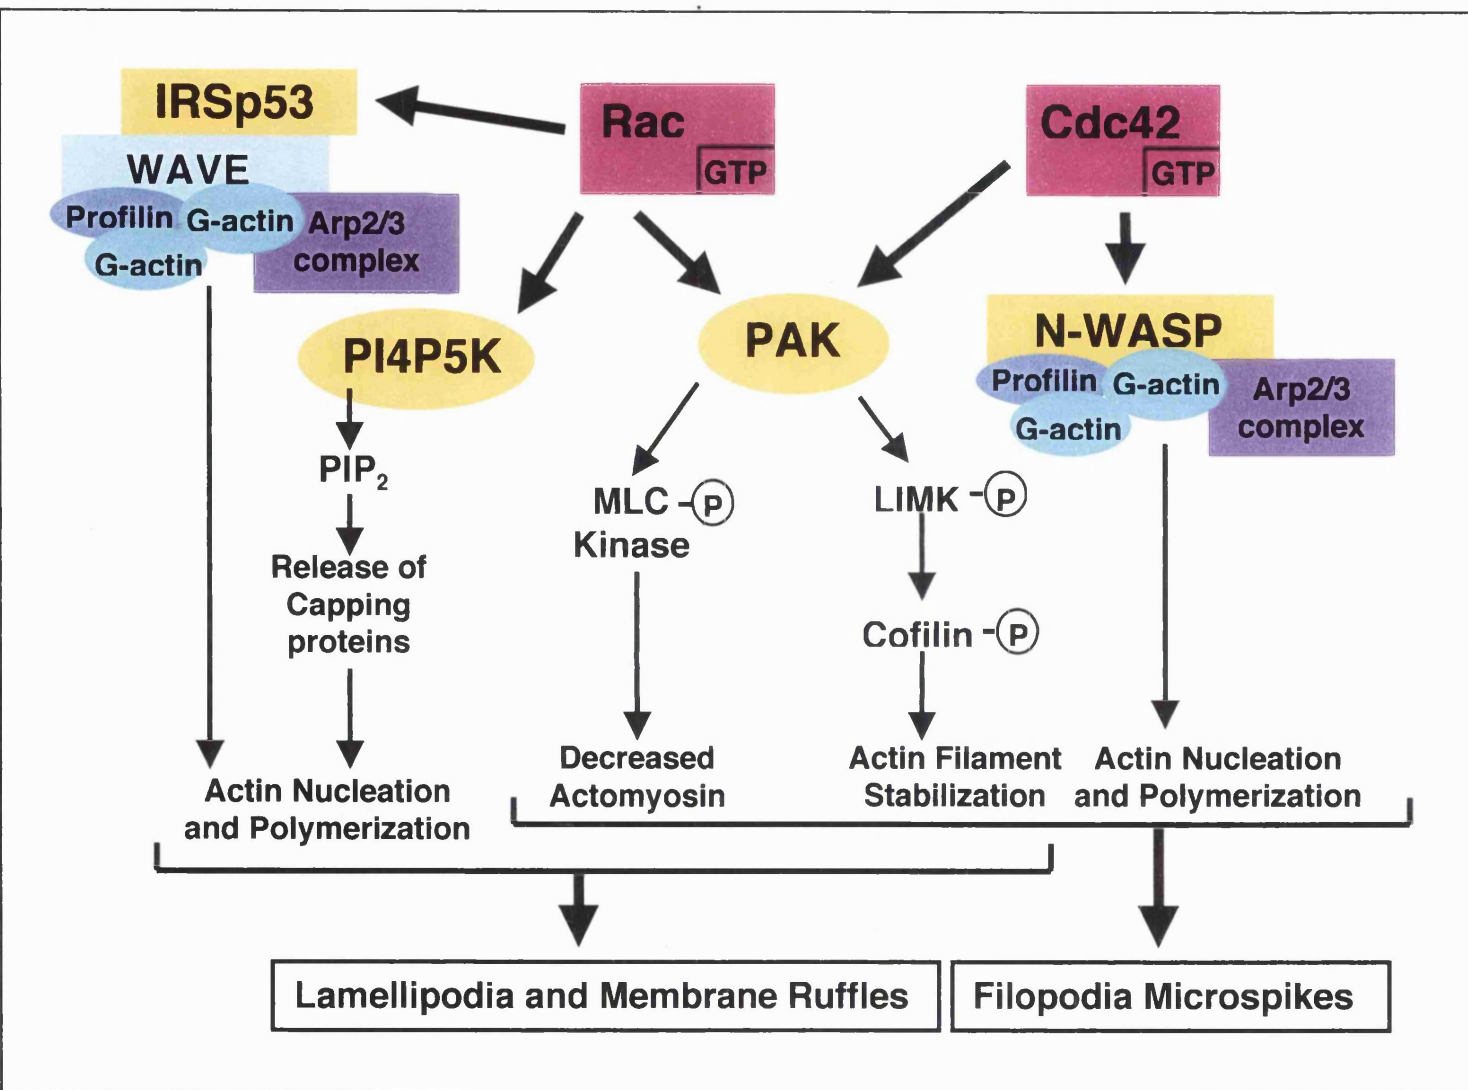 IRSp53
WAVE
Profilin
G-actin
G-actin
Arp2/3
complex
Rac
GTP
Cdc42
GTP
PI4P5K
PIP₂
Release of
Capping
proteins
PAK
MLC -P
Kinase
LIMK -P
Cofilin -P
N-WASP
Profilin
G-actin
G-actin
Arp2/3
complex
Actin Nucleation
and Polymerization
Decreased
Actomyosin
Actin Filament
Stabilization
Actin Nucleation
and Polymerization
Lamellipodia and Membrane Ruffles
Filopodia Microspikes